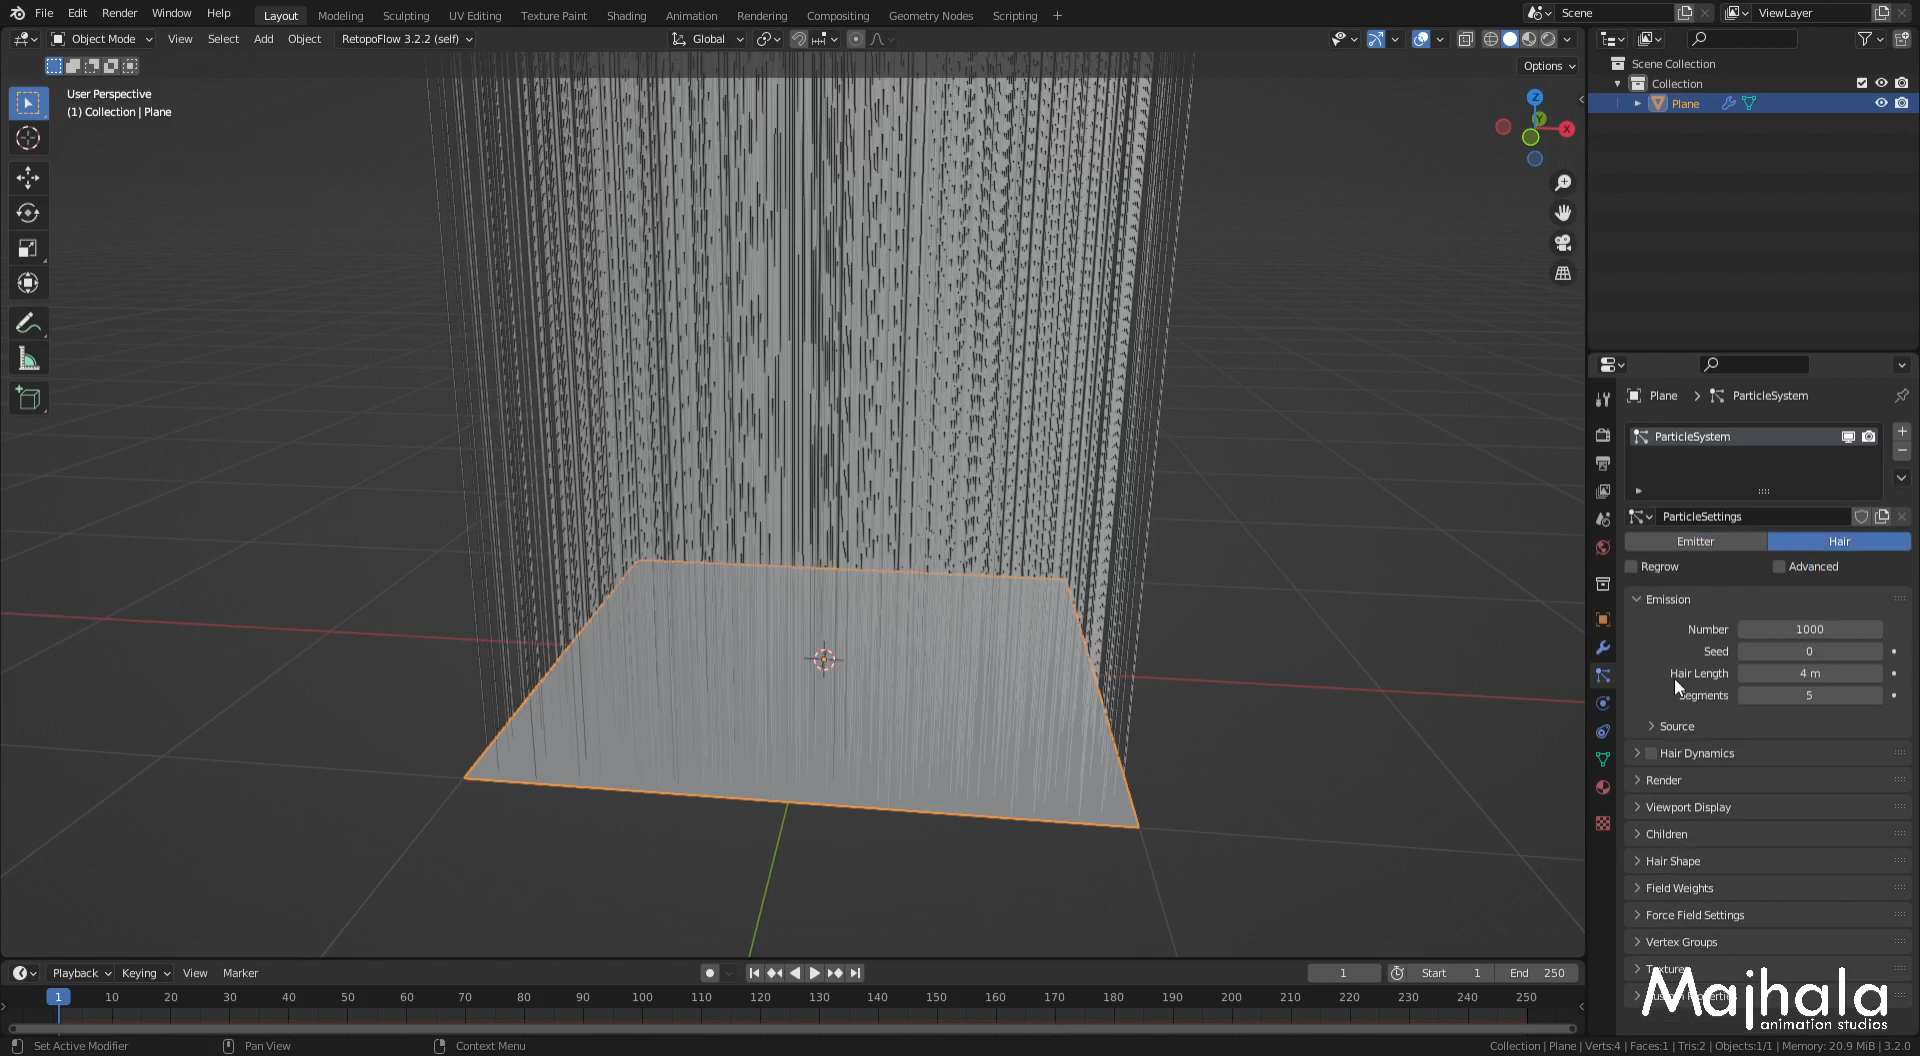 File Edit Render Window Help Layout Modeling Sculpting UV Editing Texture Paint Shading Animation Rendering Compositing Geometry Nodes Scripting + Scene ViewLayer
Object Mode View Select Add Object RetopoFlow 3.2.2 (self) Global
Options
User Perspective
(1) Collection | Plane
Z
Y
X
Scene Collection
Collection
Plane
Plane > ParticleSystem
ParticleSystem
ParticleSettings
Emitter Hair
Regrow Advanced
Emission
Number 1000
Seed 0
Hair Length 4 m
Segments 5
Source
Hair Dynamics
Render
Viewport Display
Children
Hair Shape
Field Weights
Force Field Settings
Vertex Groups
Majhala
animation studios
Playback Keying View Marker 1 Start 1 End 250
1 10 20 30 40 50 60 70 80 90 100 110 120 130 140 150 160 170 180 190 200 210 220 230 240 250
Set Active Modifier Pan View Context Menu Collection | Plane | Verts:4 | Faces:1 | Tris:2 | Objects:1/1 | Memory: 20.9 MiB | 3.2.0